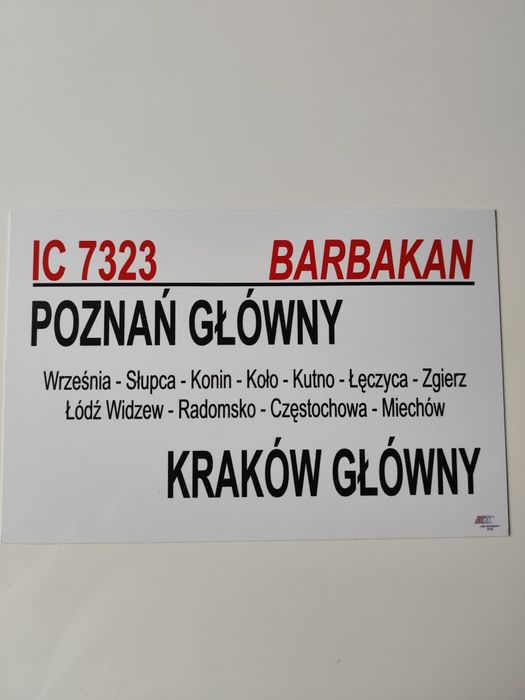 IC 7323 BARBAKAN
POZNAŃ GŁÓWNY
Września - Słupca - Konin - Koło - Kutno - Łęczyca - Zgierz
Łódź Widzew - Radomsko - Częstochowa - Miechów
KRAKÓW GŁÓWNY